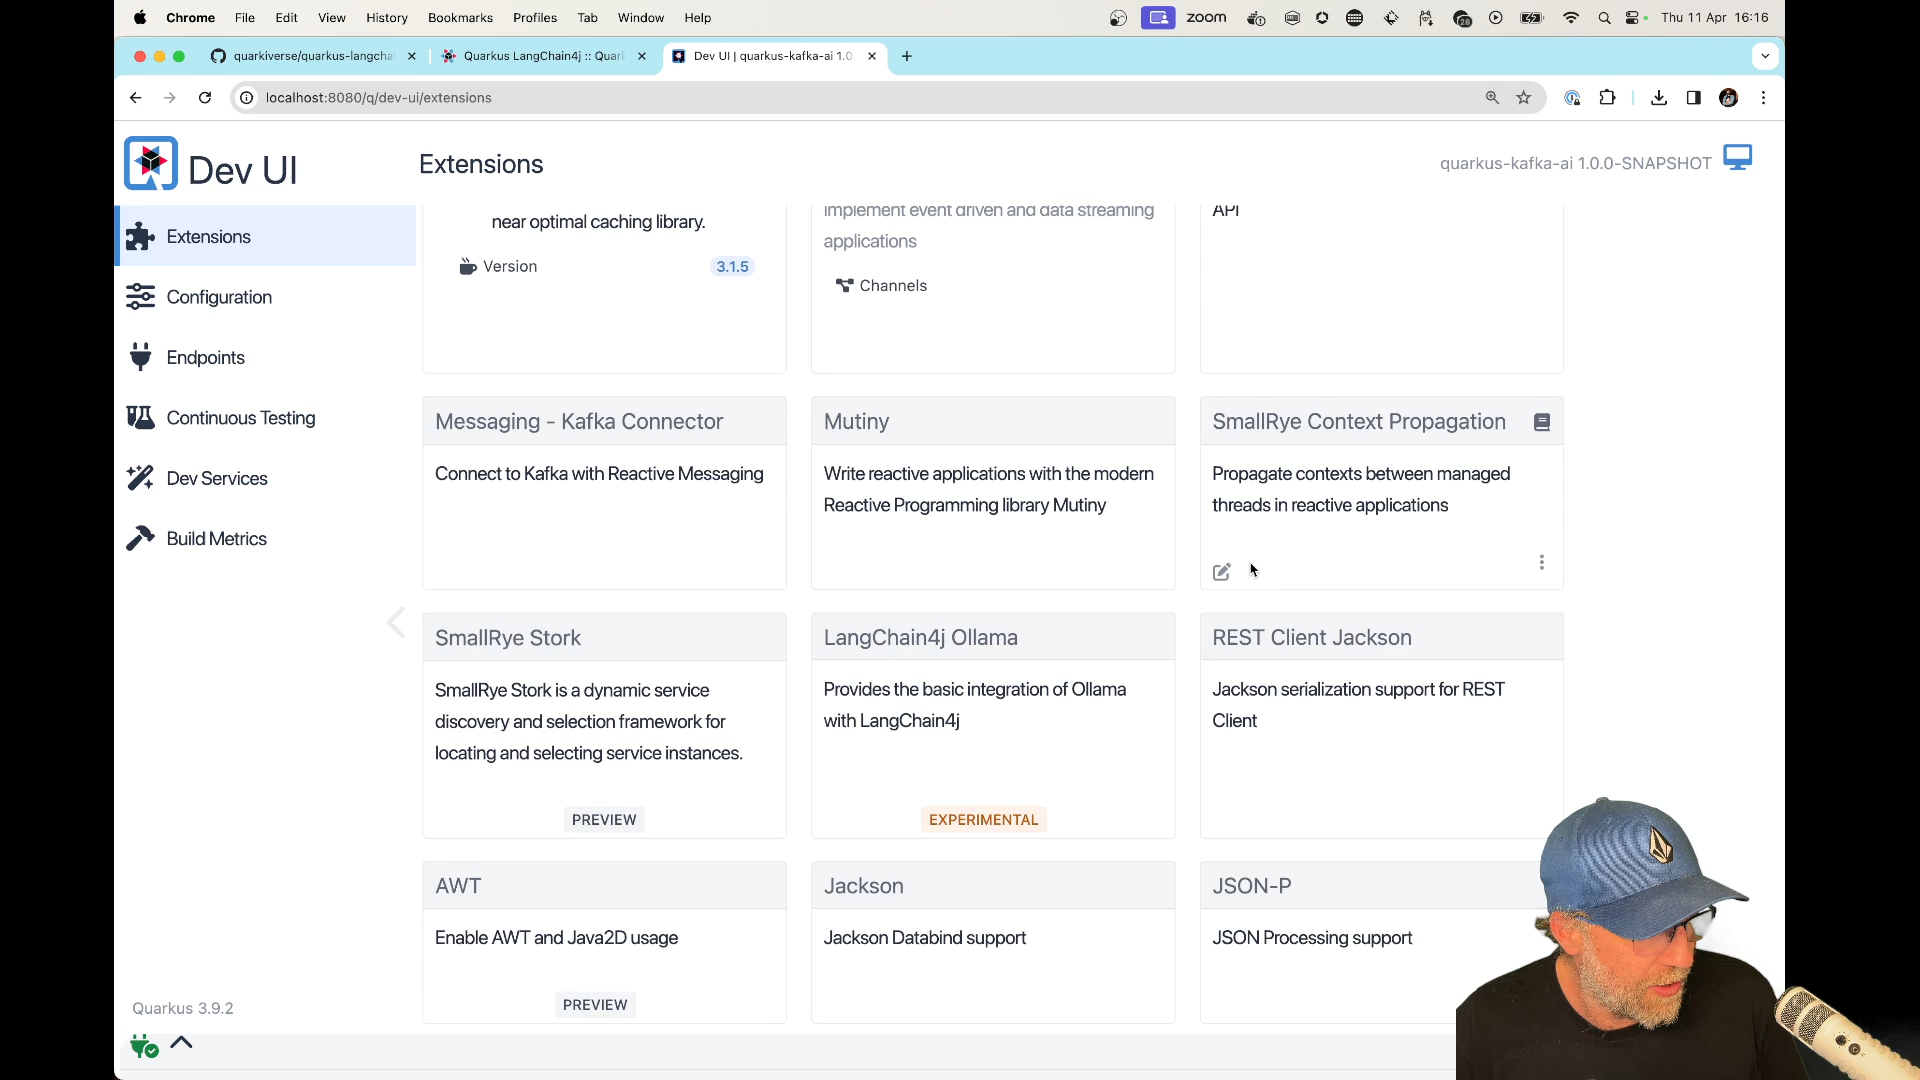 Chrome File Edit View History Bookmarks Profiles Tab Window Help zoom 28 Thu 11 Apr 16:16
quarkiverse/quarkus-langcha Quarkus LangChain4j :: Quark Dev UI | quarkus-kafka-ai 1.0
localhost:8080/q/dev-ui/extensions
Dev UI
Extensions
quarkus-kafka-ai 1.0.0-SNAPSHOT
Extensions
Configuration
Endpoints
Continuous Testing
Dev Services
Build Metrics
near optimal caching library.
Version 3.1.5
implement event driven and data streaming
applications
Channels
API
Messaging - Kafka Connector
Connect to Kafka with Reactive Messaging
Mutiny
Write reactive applications with the modern
Reactive Programming library Mutiny
SmallRye Context Propagation
Propagate contexts between managed
threads in reactive applications
SmallRye Stork
SmallRye Stork is a dynamic service
discovery and selection framework for
locating and selecting service instances.
PREVIEW
LangChain4j Ollama
Provides the basic integration of Ollama
with LangChain4j
EXPERIMENTAL
REST Client Jackson
Jackson serialization support for REST
Client
AWT
Enable AWT and Java2D usage
PREVIEW
Jackson
Jackson Databind support
JSON-P
JSON Processing support
Quarkus 3.9.2